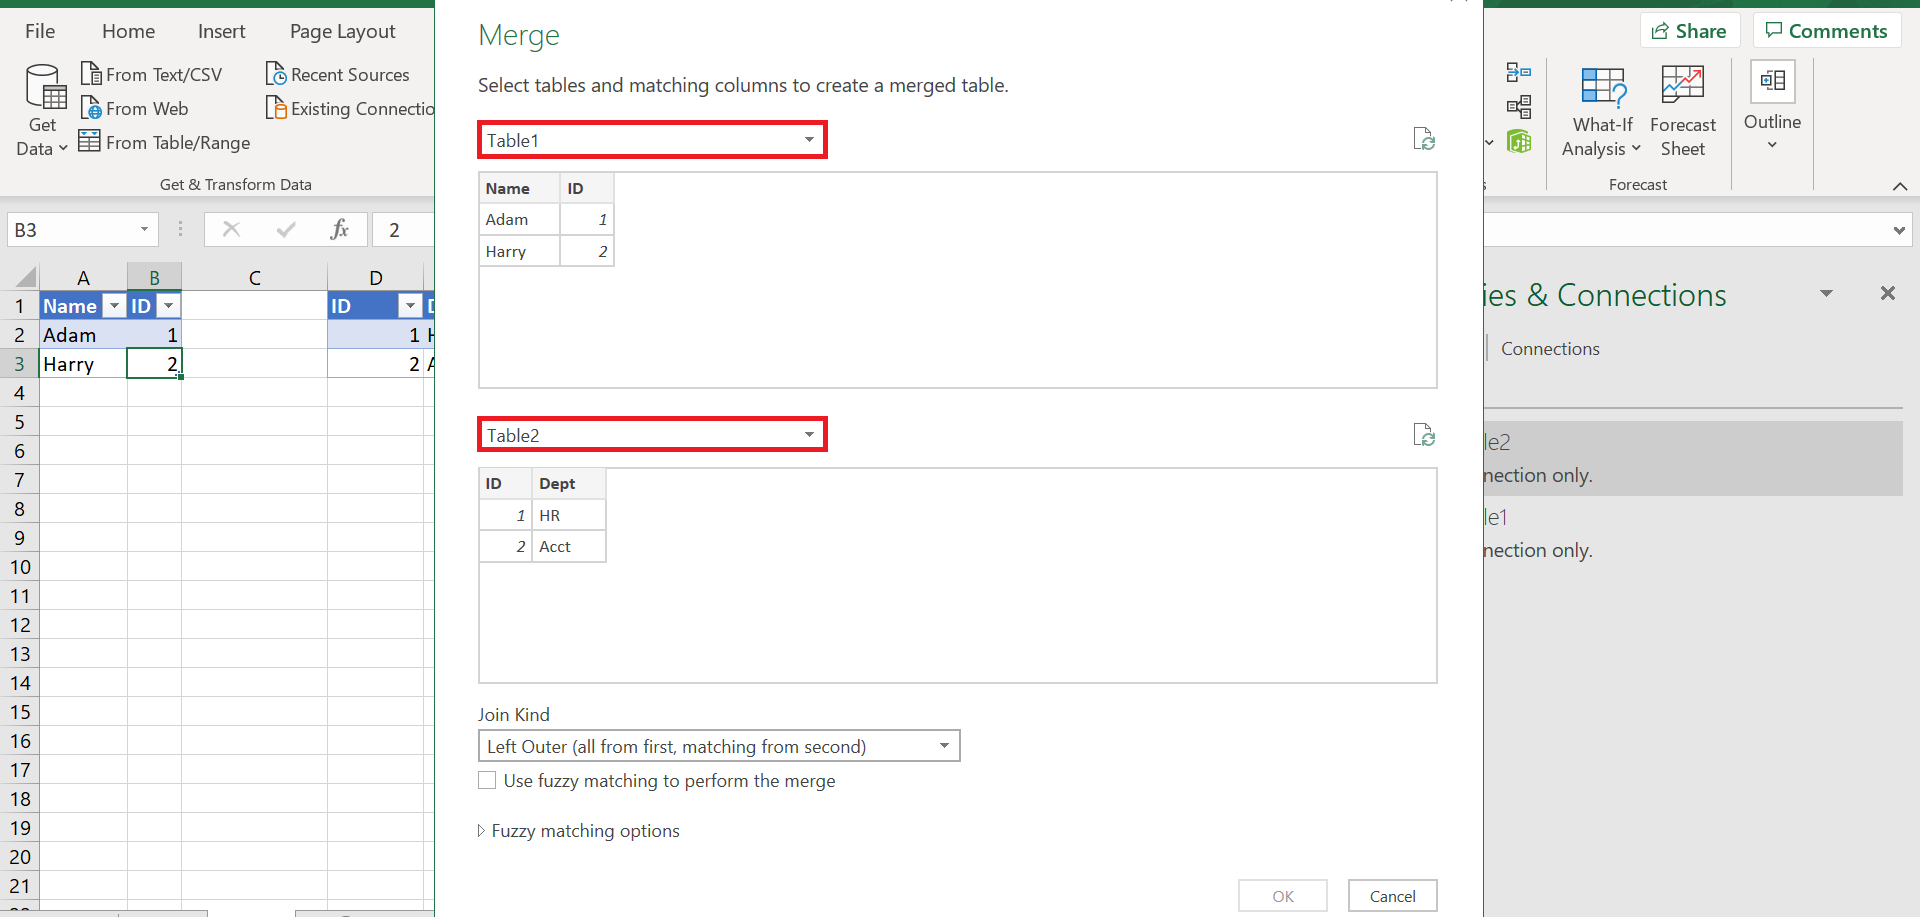 File Home Insert Page Layout
Share Comments
Get Data
From Text/CSV
From Web
From Table/Range
Recent Sources
Existing Connectio
Get & Transform Data
What-If Analysis
Forecast Sheet
Outline
Forecast
B3
fx
2
A B C D
1 Name ID ID
2 Adam 1 1
3 Harry 2 2
4
5
6
7
8
9
10
11
12
13
14
15
16
17
18
19
20
21
Merge
Select tables and matching columns to create a merged table.
Table1
Name ID
Adam 1
Harry 2
Table2
ID Dept
1 HR
2 Acct
Join Kind
Left Outer (all from first, matching from second)
Use fuzzy matching to perform the merge
Fuzzy matching options
OK Cancel
ies & Connections
Connections
le2
nection only.
le1
nection only.